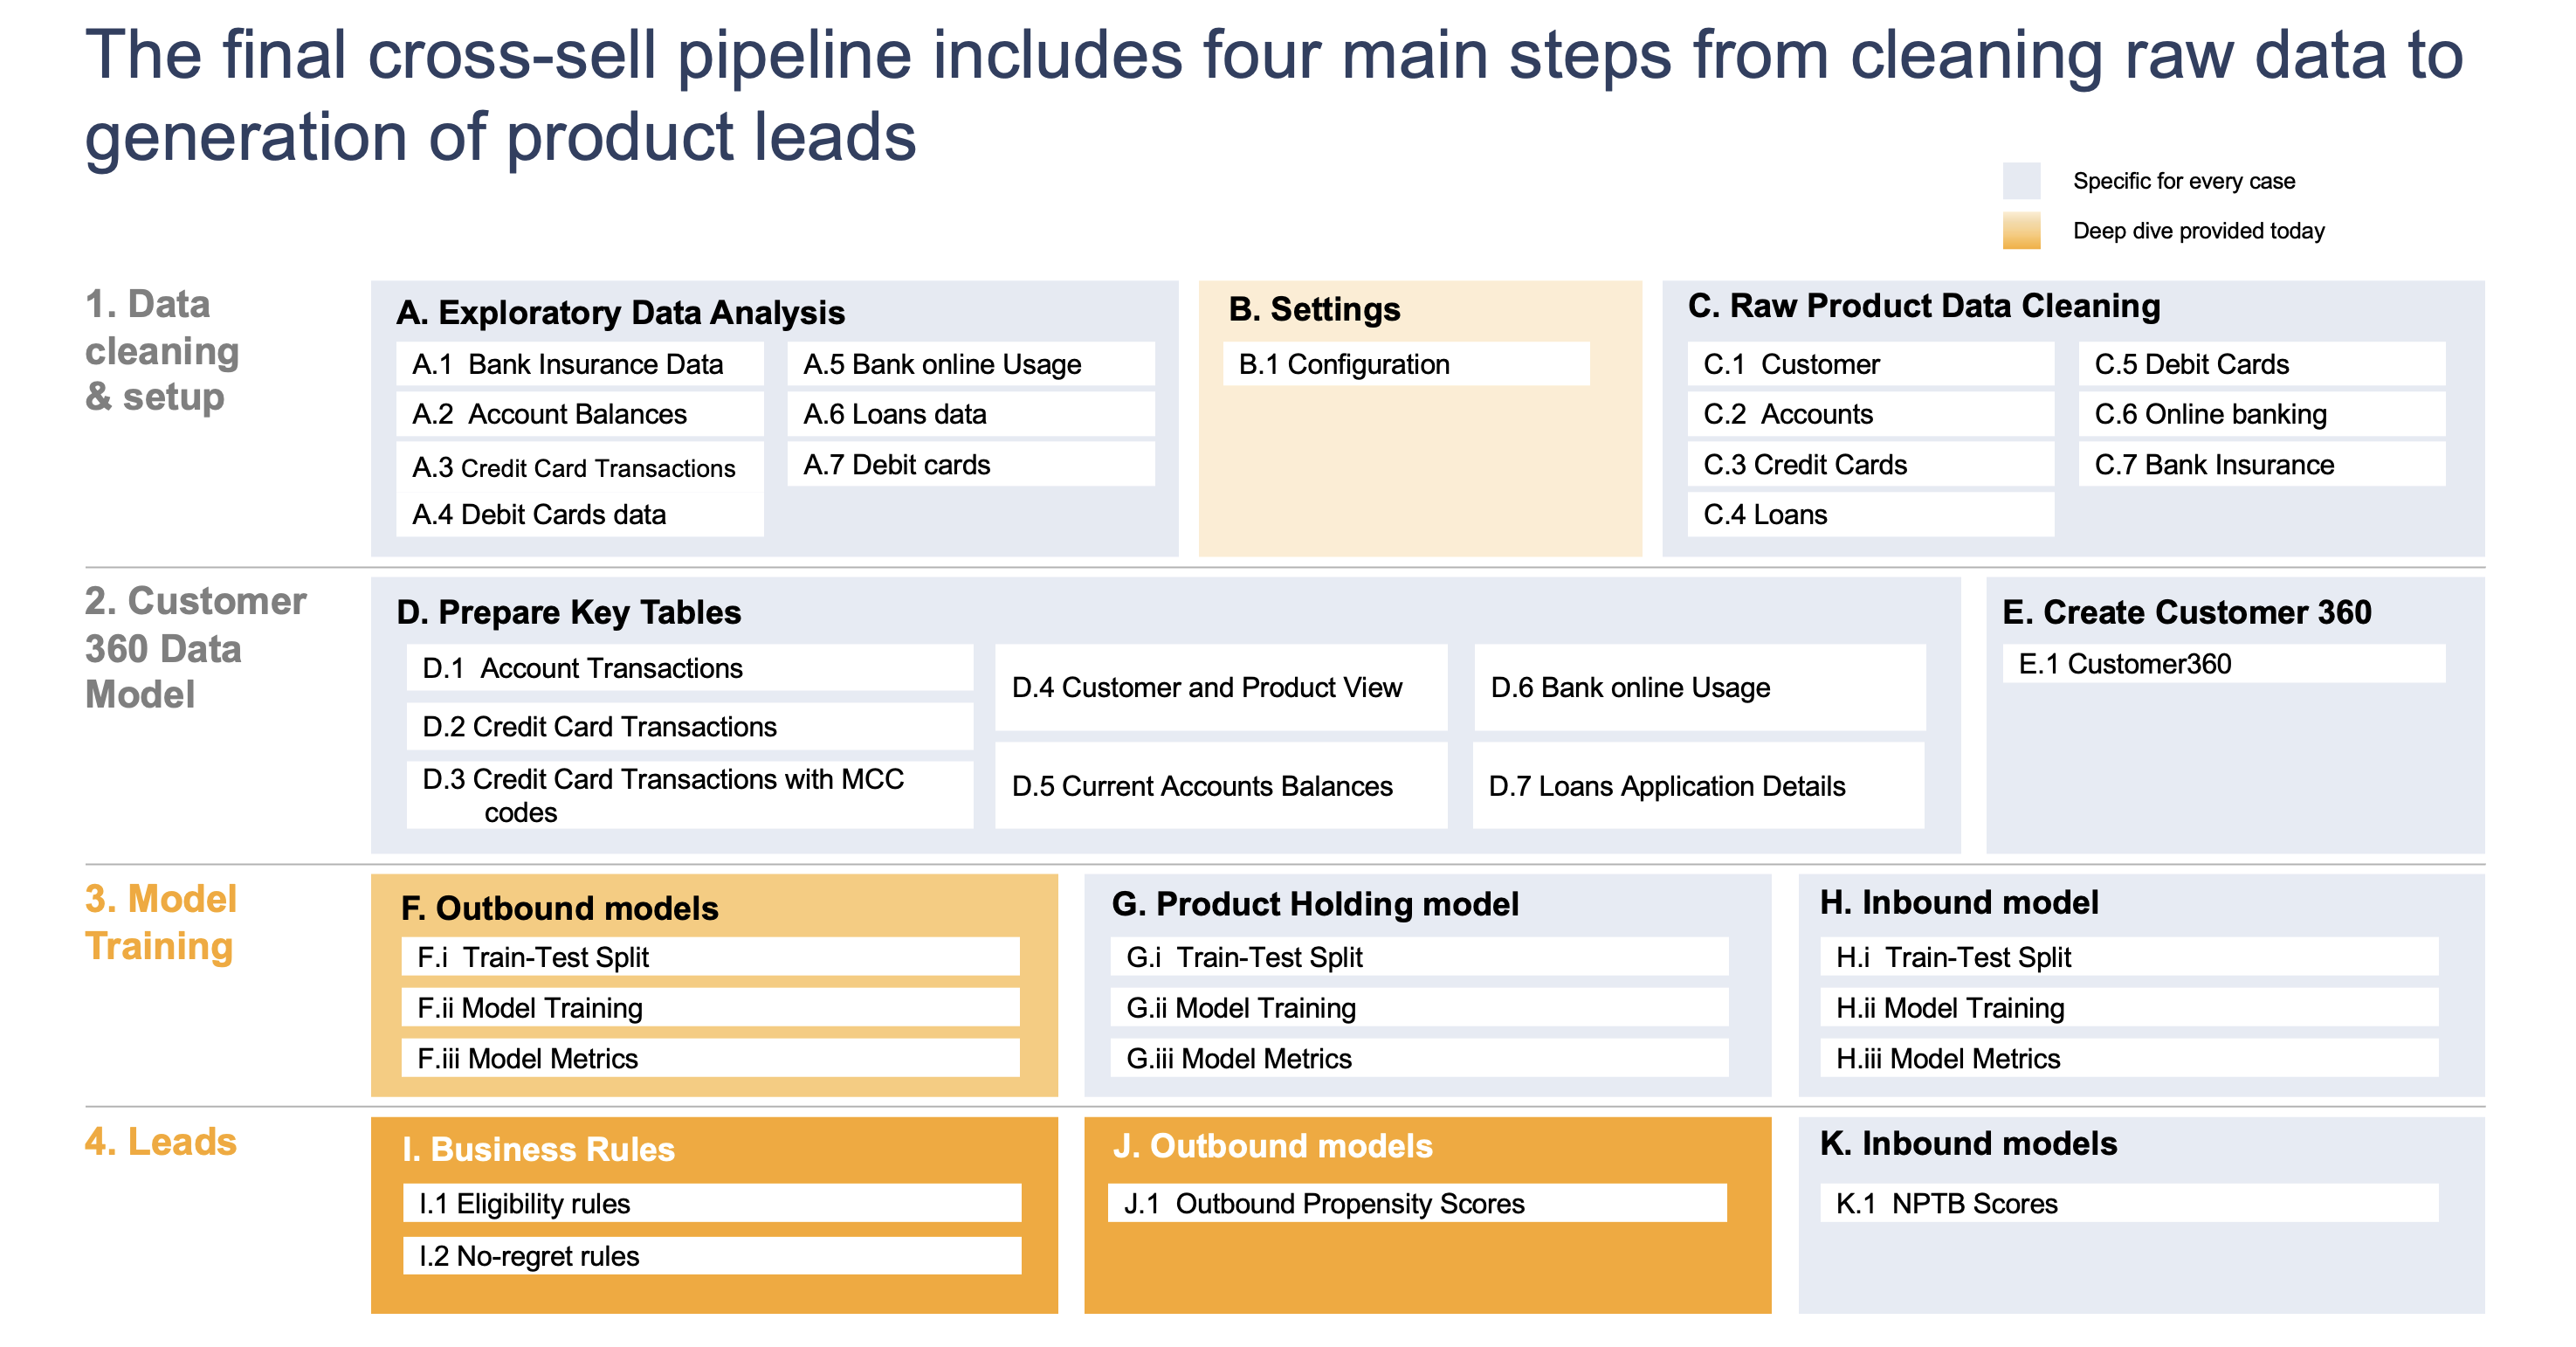 The final cross-sell pipeline includes four main steps from cleaning raw data to
generation of product leads
Specific for every case
Deep dive provided today
1. Data
cleaning
& setup
A. Exploratory Data Analysis
A.1 Bank Insurance Data
A.2 Account Balances
A.3 Credit Card Transactions
A.4 Debit Cards data
A.5 Bank online Usage
A.6 Loans data
A.7 Debit cards
B. Settings
B.1 Configuration
C. Raw Product Data Cleaning
C.1 Customer
C.2 Accounts
C.3 Credit Cards
C.4 Loans
C.5 Debit Cards
C.6 Online banking
C.7 Bank Insurance
2. Customer
360 Data
Model
D. Prepare Key Tables
D.1 Account Transactions
D.2 Credit Card Transactions
D.3 Credit Card Transactions with MCC
codes
D.4 Customer and Product View
D.5 Current Accounts Balances
D.6 Bank online Usage
D.7 Loans Application Details
E. Create Customer 360
E.1 Customer360
3. Model
Training
F. Outbound models
F.i Train-Test Split
F.ii Model Training
F.iii Model Metrics
G. Product Holding model
G.i Train-Test Split
G.ii Model Training
G.iii Model Metrics
H. Inbound model
H.i Train-Test Split
H.ii Model Training
H.iii Model Metrics
4. Leads
I. Business Rules
I.1 Eligibility rules
I.2 No-regret rules
J. Outbound models
J.1 Outbound Propensity Scores
K. Inbound models
K.1 NPTB Scores